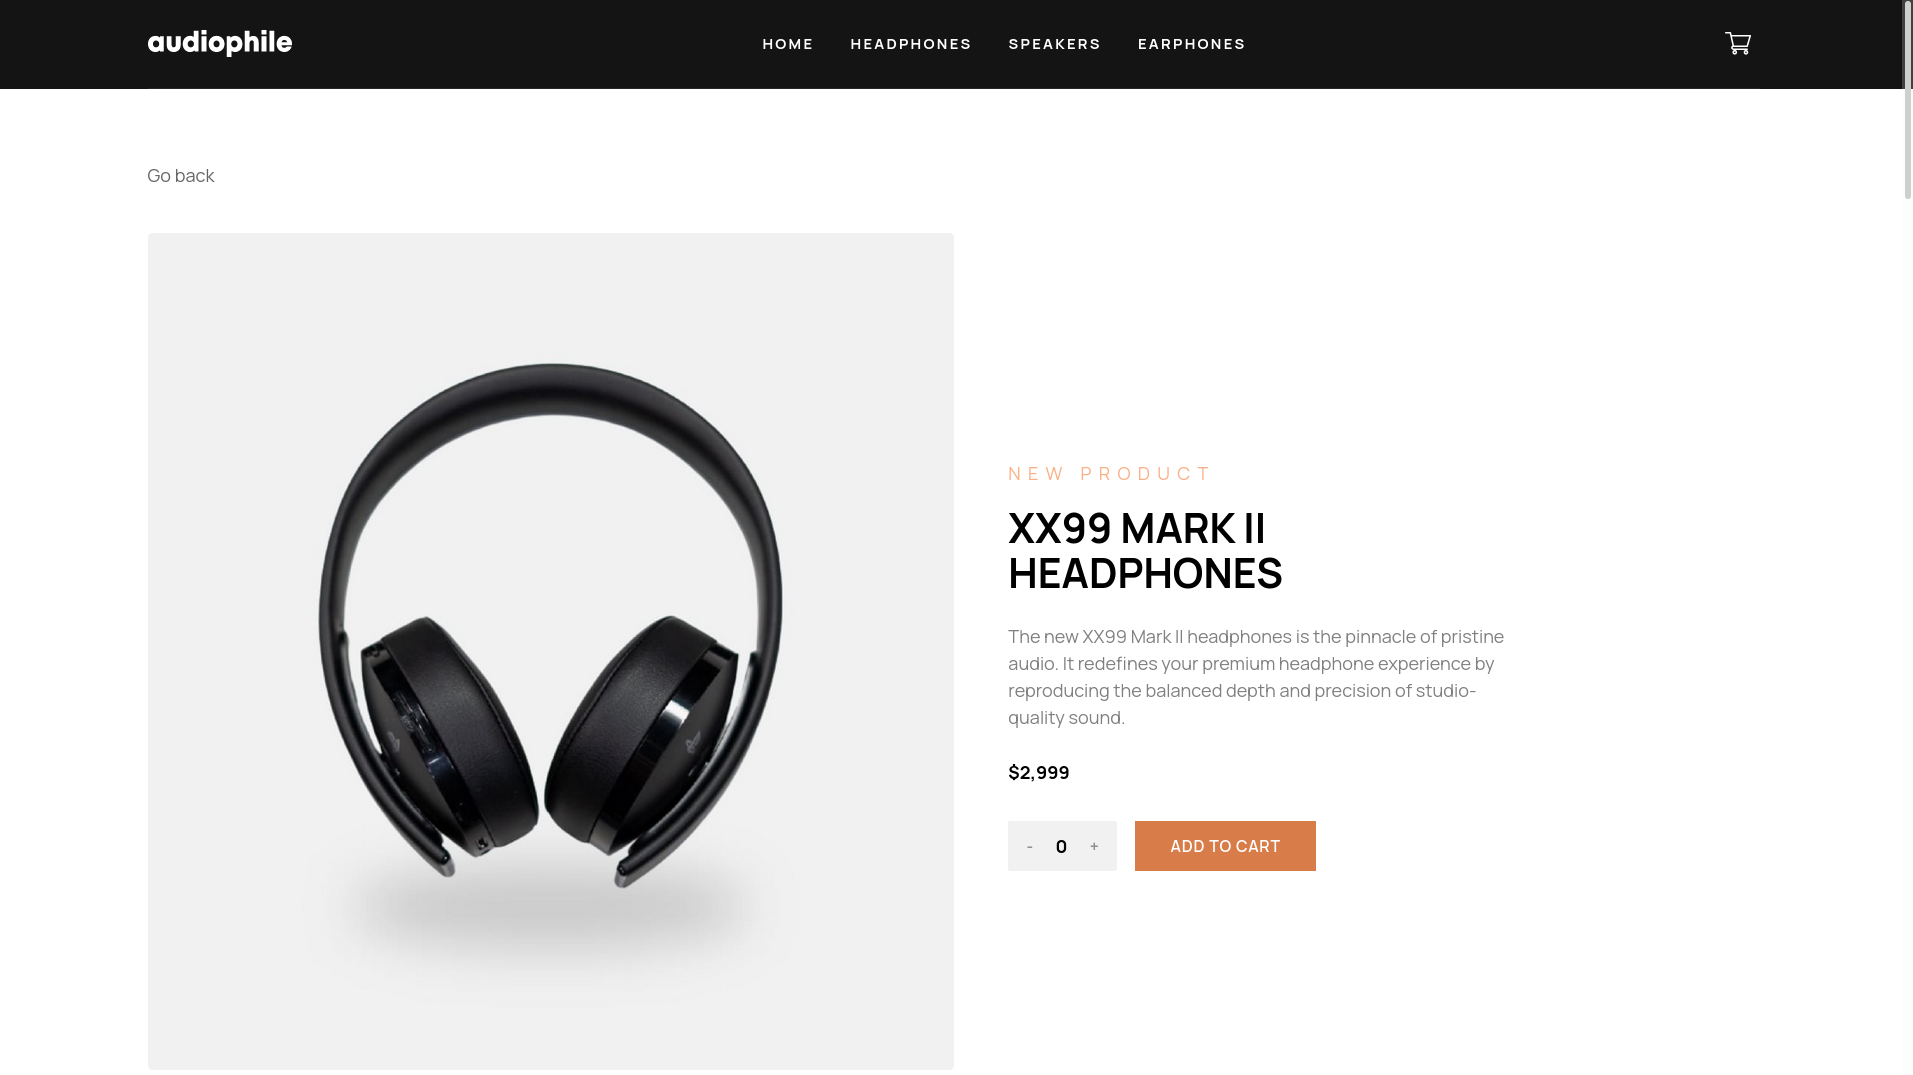 audiophile
HOME HEADPHONES SPEAKERS EARPHONES
Go back
NEW PRODUCT
XX99 MARK II
HEADPHONES
The new XX99 Mark II headphones is the pinnacle of pristine
audio. It redefines your premium headphone experience by
reproducing the balanced depth and precision of studio-
quality sound.
$2,999
- 0 + ADD TO CART